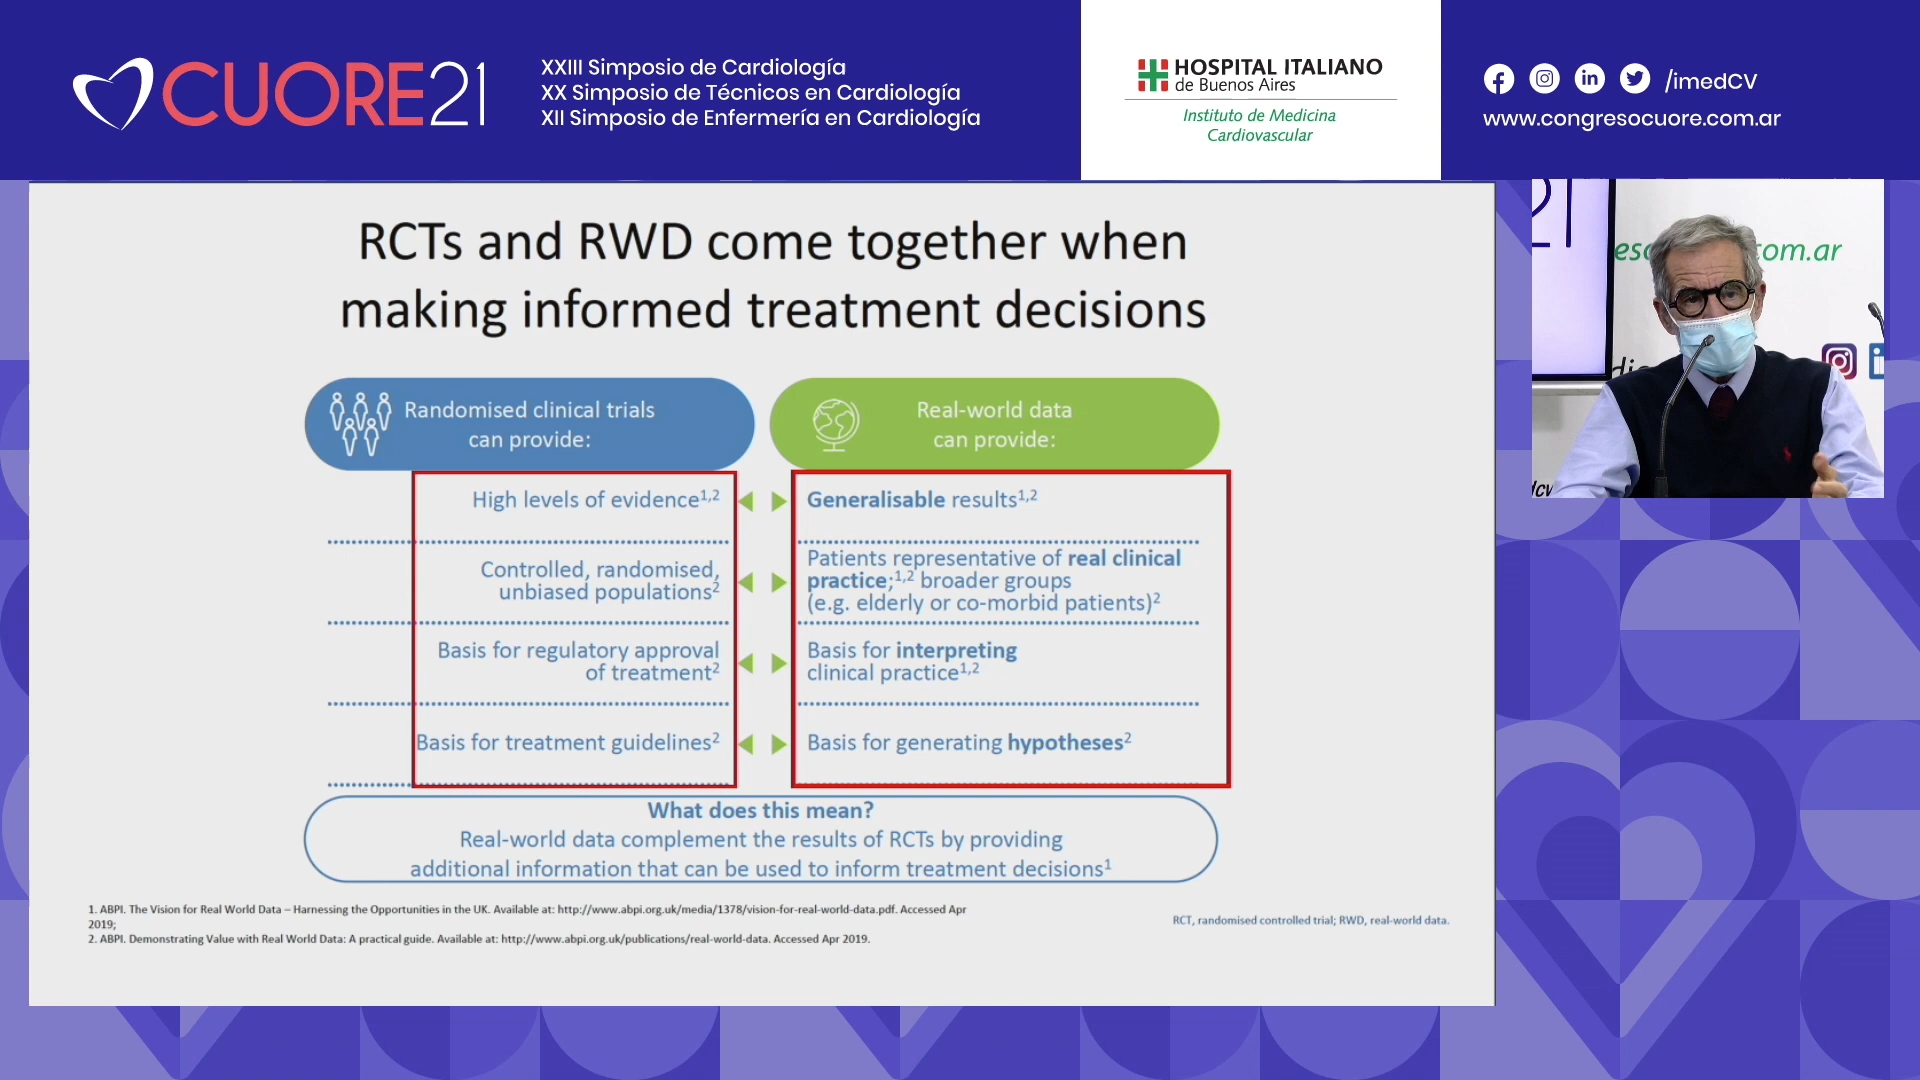 CUORE21
XXIII Simposio de Cardiología
XX Simposio de Técnicos en Cardiología
XII Simposio de Enfermería en Cardiología
HOSPITAL ITALIANO
de Buenos Aires
Instituto de Medicina
Cardiovascular
/imedCV
www.congresocuore.com.ar
RCTs and RWD come together when
making informed treatment decisions
Randomised clinical trials
can provide:
Real-world data
can provide:
High levels of evidence1,2
Generalisable results1,2
Controlled, randomised,
unbiased populations2
Patients representative of real clinical
practice;1,2 broader groups
(e.g. elderly or co-morbid patients)2
Basis for regulatory approval
of treatment2
Basis for interpreting
clinical practice1,2
Basis for treatment guidelines2
Basis for generating hypotheses2
What does this mean?
Real-world data complement the results of RCTs by providing
additional information that can be used to inform treatment decisions1
1. ABPI. The Vision for Real World Data – Harnessing the Opportunities in the UK. Available at: http://www.abpi.org.uk/media/1378/vision-for-real-world-data.pdf. Accessed Apr
2019;
2. ABPI. Demonstrating Value with Real World Data: A practical guide. Available at: http://www.abpi.org.uk/publications/real-world-data. Accessed Apr 2019.
RCT, randomised controlled trial; RWD, real-world data.
21
com.ar